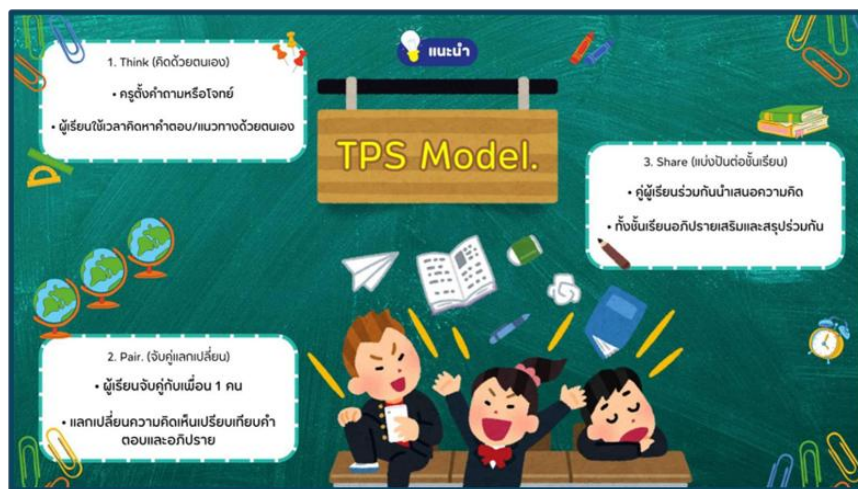 แนะนำ
TPS Model.
1. Think (คิดด้วยตนเอง)
• ครูตั้งคำถามหรือโจทย์
• ผู้เรียนใช้เวลาคิดหาคำตอบ/แนวทางด้วยตนเอง
2. Pair. (จับคู่แลกเปลี่ยน)
• ผู้เรียนจับคู่กับเพื่อน 1 คน
• แลกเปลี่ยนความคิดเห็นเปรียบเทียบคำ
ตอบและอภิปราย
3. Share (แบ่งปันต่อชั้นเรียน)
• คู่ผู้เรียนร่วมกันนำเสนอความคิด
• ทั้งชั้นเรียนอภิปรายเสริมและสรุปร่วมกัน